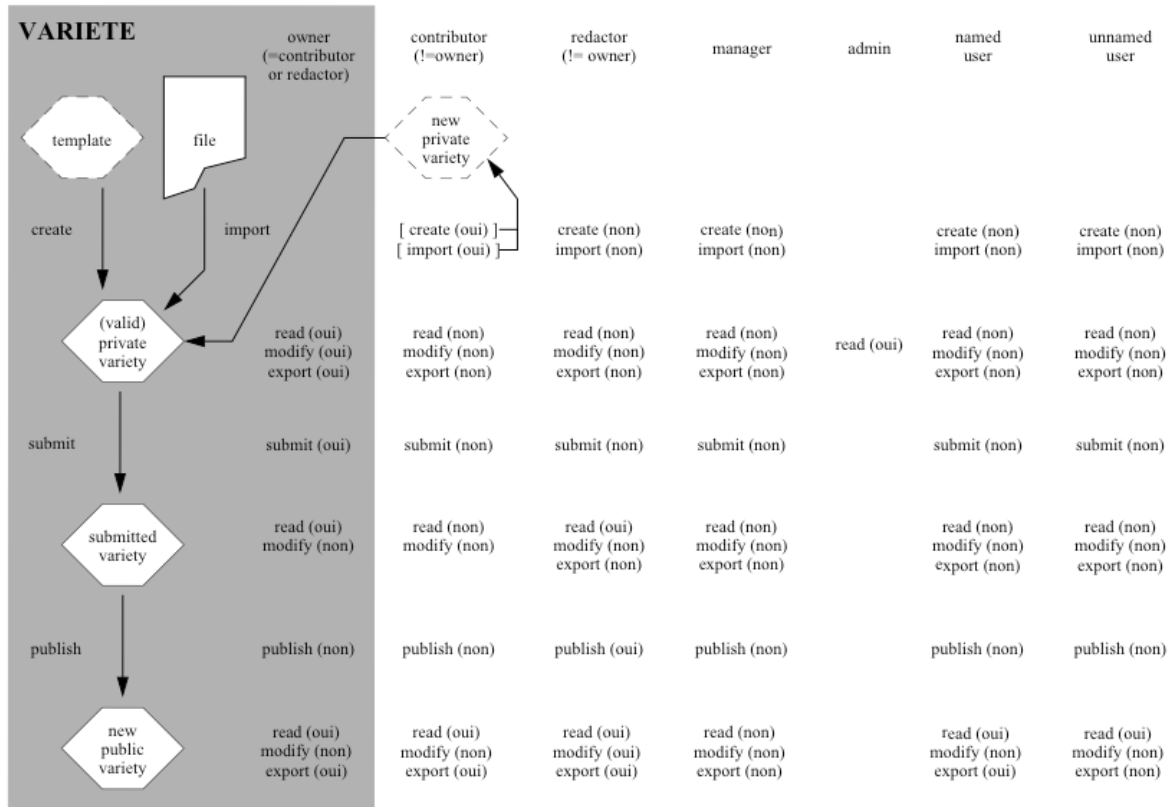 VARIETE
owner
(=contributor
or redactor)
contributor
(!=owner)
redactor
(!= owner)
manager
admin
named
user
unnamed
user
template
file
new
private
variety
create
import
[ create (oui) ]
[ import (oui) ]
create (non)
import (non)
create (non)
import (non)
create (non)
import (non)
create (non)
import (non)
(valid)
private
variety
read (oui)
modify (oui)
export (oui)
read (non)
modify (non)
export (non)
read (non)
modify (non)
export (non)
read (non)
modify (non)
export (non)
read (oui)
read (non)
modify (non)
export (non)
read (non)
modify (non)
export (non)
submit
submit (oui)
submit (non)
submit (non)
submit (non)
submit (non)
submit (non)
submitted
variety
read (oui)
modify (non)
read (non)
modify (non)
read (oui)
modify (non)
export (non)
read (non)
modify (non)
export (non)
read (non)
modify (non)
export (non)
read (non)
modify (non)
export (non)
publish
publish (non)
publish (non)
publish (oui)
publish (non)
publish (non)
publish (non)
new
public
variety
read (oui)
modify (non)
export (oui)
read (oui)
modify (non)
export (oui)
read (oui)
modify (oui)
export (oui)
read (non)
modify (non)
export (non)
read (oui)
modify (non)
export (oui)
read (oui)
modify (non)
export (non)